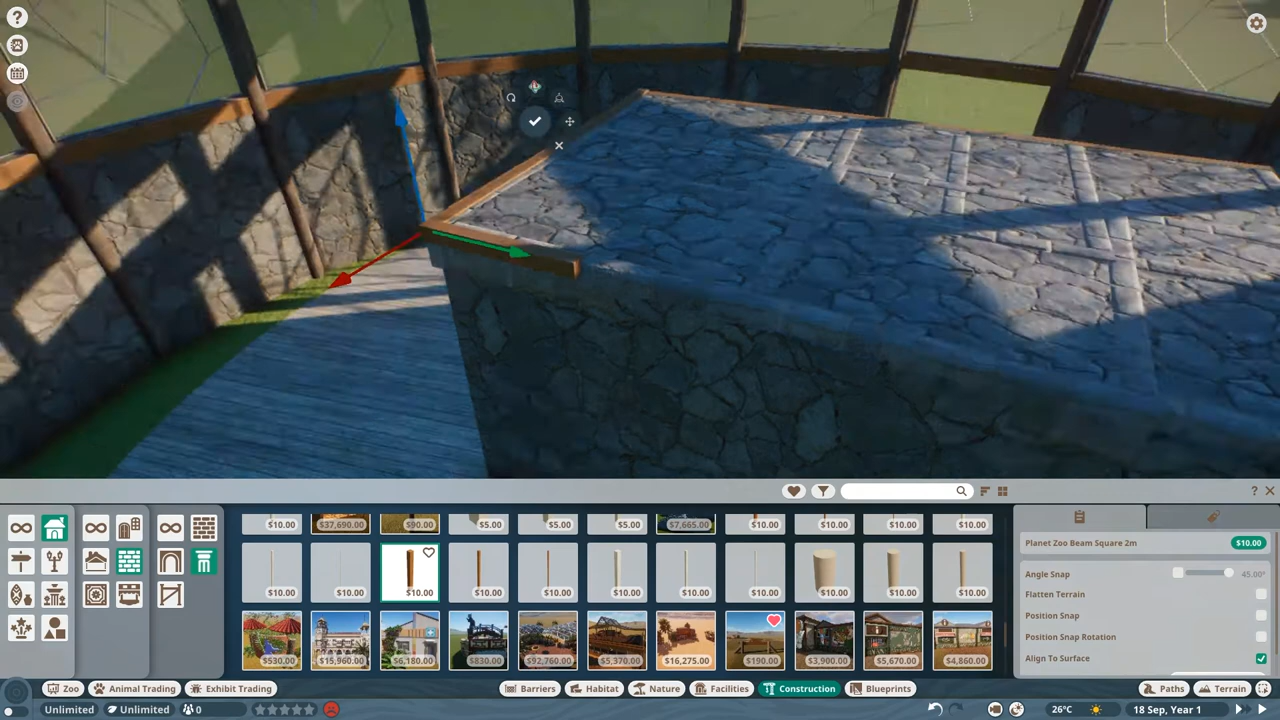 ?
$10.00 $37,690.00 $90.00 $5.00 $5.00 $5.00 $7,665.00 $10.00 $10.00 $10.00 $10.00
Planet Zoo Beam Square 2m $10.00
Angle Snap 45.00°
Flatten Terrain
Position Snap
Position Snap Rotation
Align To Surface
$10.00 $10.00 $10.00 $10.00 $10.00 $10.00 $10.00 $10.00 $10.00 $10.00 $10.00
$530.00 $15,960.00 $6,180.00 $830.00 $92,760.00 $5,370.00 $16,275.00 $190.00 $3,900.00 $5,670.00 $4,860.00
Zoo Animal Trading Exhibit Trading Barriers Habitat Nature Facilities Construction Blueprints Paths Terrain
Unlimited Unlimited 0 26°C 18 Sep, Year 1